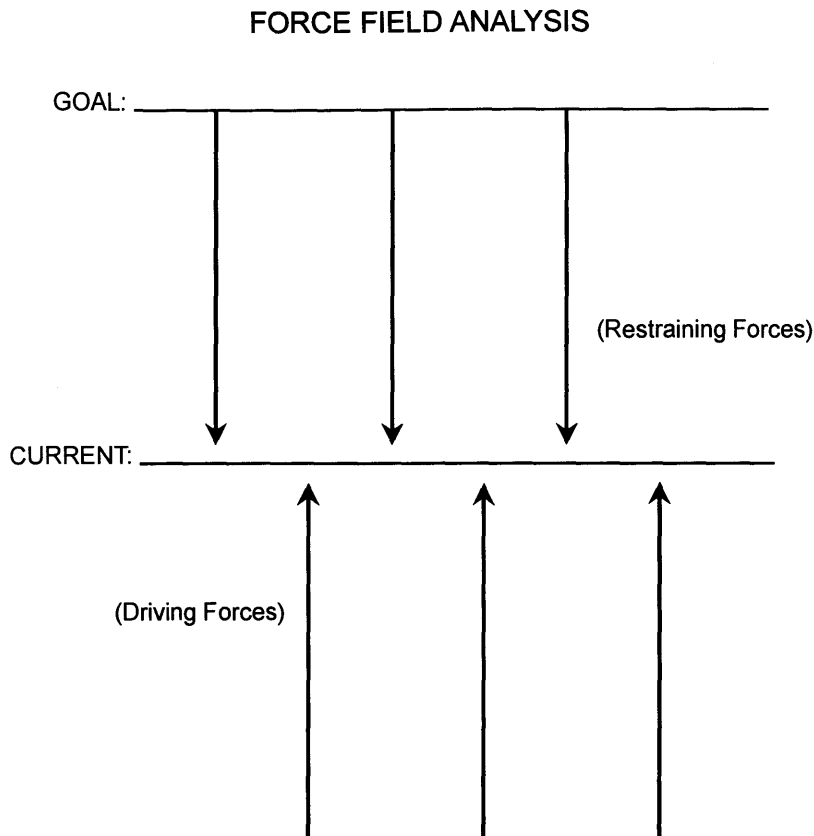 FORCE FIELD ANALYSIS
GOAL:
(Restraining Forces)
CURRENT:
(Driving Forces)